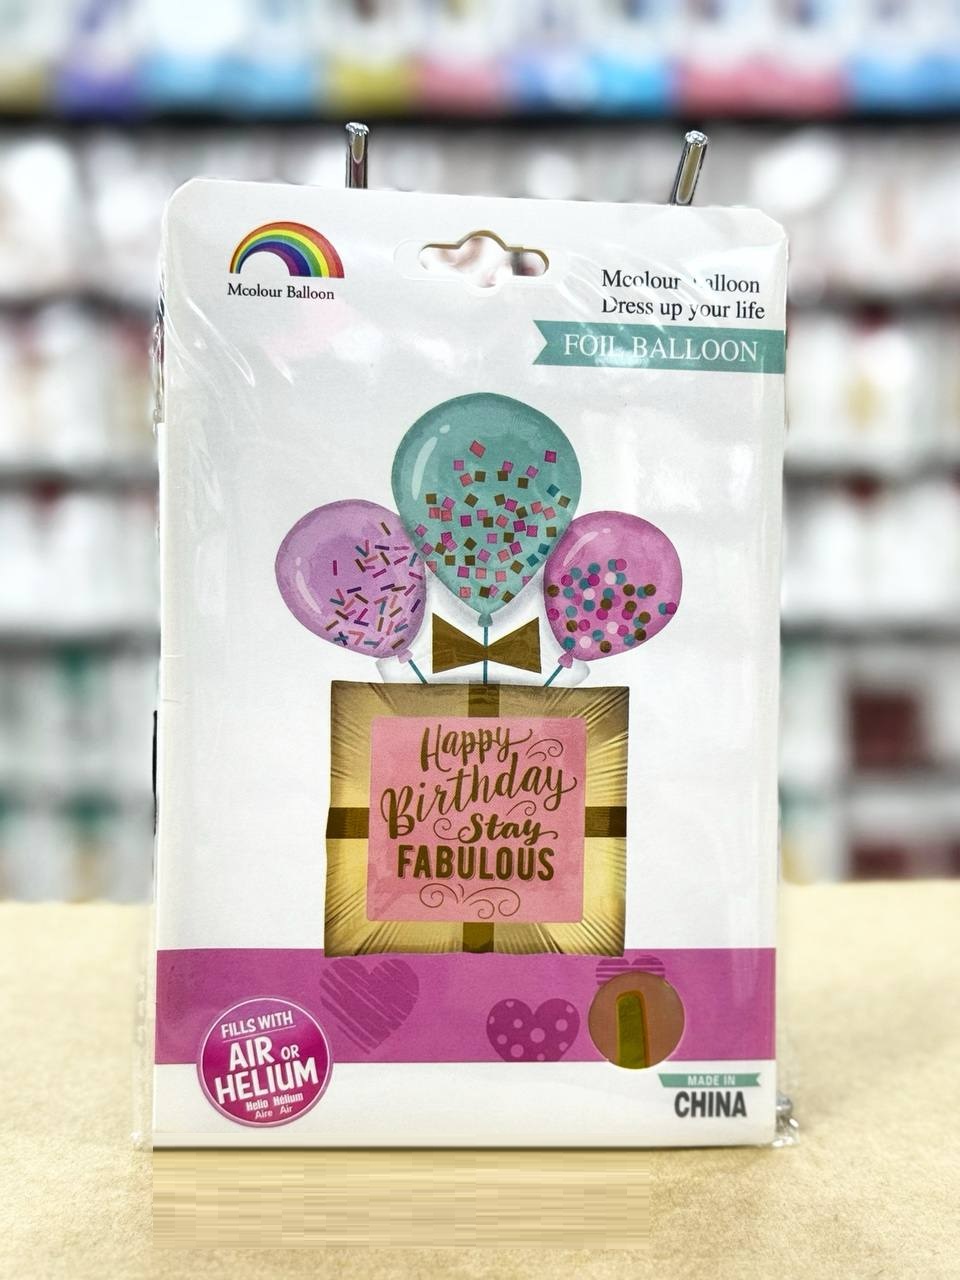 Mcolour Balloon
Mcolour Balloon
Dress up your life
FOIL BALLOON
Happy
Birthday
Stay
FABULOUS
FILLS WITH
AIR OR
HELIUM
Helio Hélium
Aire Air
MADE IN
CHINA